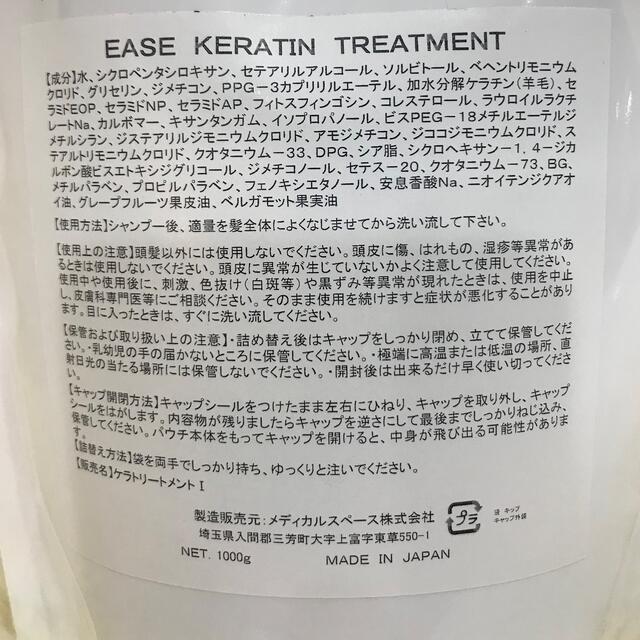 EASE KERATIN TREATMENT
【成分】水、シクロペンタシロキサン、セテアリルアルコール、ソルビトール、ベヘントリモニウム
クロリド、グリセリン、ジメチコン、PPG-3カプリリルエーテル、加水分解ケラチン(羊毛)、セ
ラミドEOP、セラミドNP、セラミドAP、フィトスフィンゴシン、コレステロール、ラウロイルラクチ
レートNa、カルボマー、キサンタンガム、イソプロパノール、ビスPEG-18メチルエーテルジ
メチルシラン、ジステアリルジモニウムクロリド、アモジメチコン、ジココジモニウムクロリド、ス
テアルトリモニウムクロリド、クオタニウム-33、DPG、シア脂、シクロヘキサン-1,4-ジカ
ルボン酸ビスエトキシジグリコール、ジメチコノール、セテス-20、クオタニウム-73、BG、
メチルパラベン、プロピルパラベン、フェノキシエタノール、安息香酸Na、ニオイテンジクアオ
イ油、グレープフルーツ果皮油、ベルガモット果実油
【使用方法】シャンプー後、適量を髪全体によくなじませてから洗い流して下さい。
【使用上の注意】頭髪以外には使用しないでください。頭皮に傷、はれもの、湿疹等異常があ
るときは使用しないでください。頭皮に異常が生じていないかよく注意して使用してください。
使用中や使用後に、刺激、色抜け(白斑等)や黒ずみ等異常が現れたときは、使用を中止
し、皮膚科専門医等にご相談ください。そのまま使用を続けますと症状が悪化することがあり
ます。目に入ったときは、すぐに洗い流してください。
【保管および取り扱い上の注意】・詰め替え後はキャップをしっかり閉め、立てて保管してくだ
さい。・乳幼児の手の届かないところに保管してください。・極端に高温または低温の場所、直
射日光の当たる場所には保管しないでください。・開封後は出来るだけ早く使い切ってくださ
い。
【キャップ開閉方法】キャップシールをつけたまま左右にひねり、キャップを取り外し、キャップ
シールをはがします。内容物が残りましたらキャップを逆さにして最後までしっかりねじ込み、
保管してください。パウチ本体をもってキャップを開けると、中身が飛び出る可能性がありま
す。
【詰替え方法】袋を両手でしっかり持ち、ゆっくりと注いでください。
【販売名】ケラトリートメントI
製造販売元:メディカルスペース株式会社
埼玉県入間郡三芳町大字上富字東草550-1
NET. 1000g MADE IN JAPAN
プラ
袋 キャップ
キャップ外装